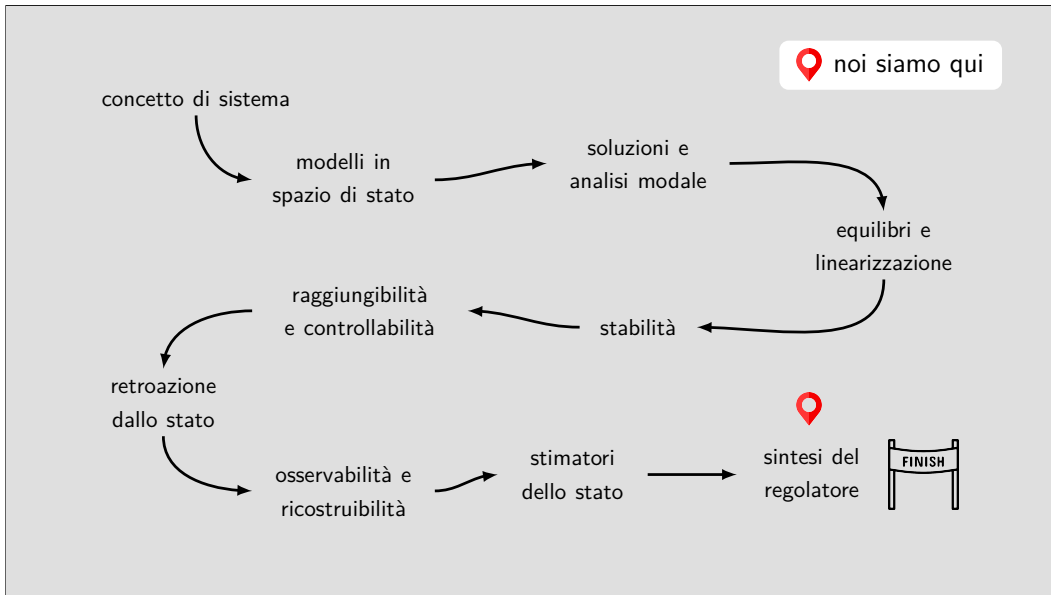 noi siamo qui
concetto di sistema
modelli in
spazio di stato
soluzioni e
analisi modale
equilibri e
linearizzazione
stabilità
raggiungibilità
e controllabilità
retroazione
dallo stato
osservabilità e
ricostruibilità
stimatori
dello stato
sintesi del
regolatore
FINISH